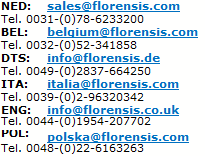 NED: sales@florensis.com
Tel. 0031-(0)78-6233200
BEL: belgium@florensis.com
Tel. 0032-(0)52-341858
DTS: info@florensis.de
Tel. 0049-(0)2837-664250
ITA: italia@florensis.com
Tel. 0039-(0)2-96320342
ENG: info@florensis.co.uk
Tel. 0044-(0)1954-207702
POL: polska@florensis.com
Tel. 0048-(0)22-6163263